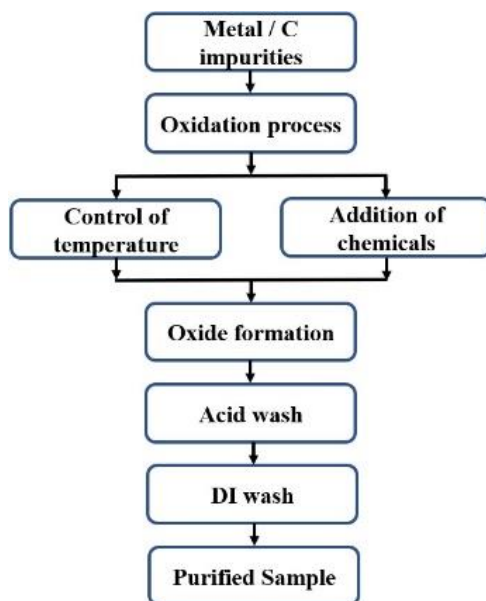 Metal / C
impurities
Oxidation process
Control of
temperature
Addition of
chemicals
Oxide formation
Acid wash
DI wash
Purified Sample